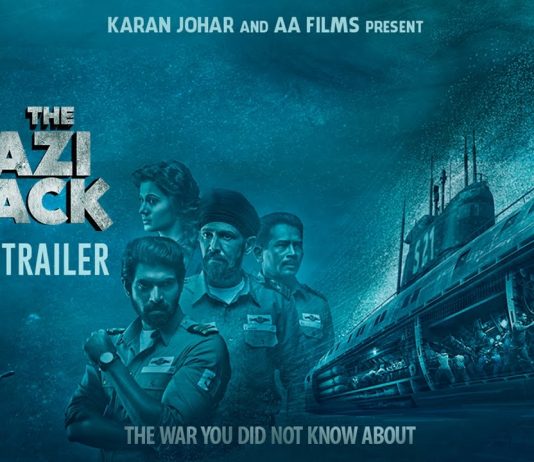 KARAN JOHAR AND AA FILMS PRESENT
THE
AZI
ACK
TRAILER
S21
THE WAR YOU DID NOT KNOW ABOUT